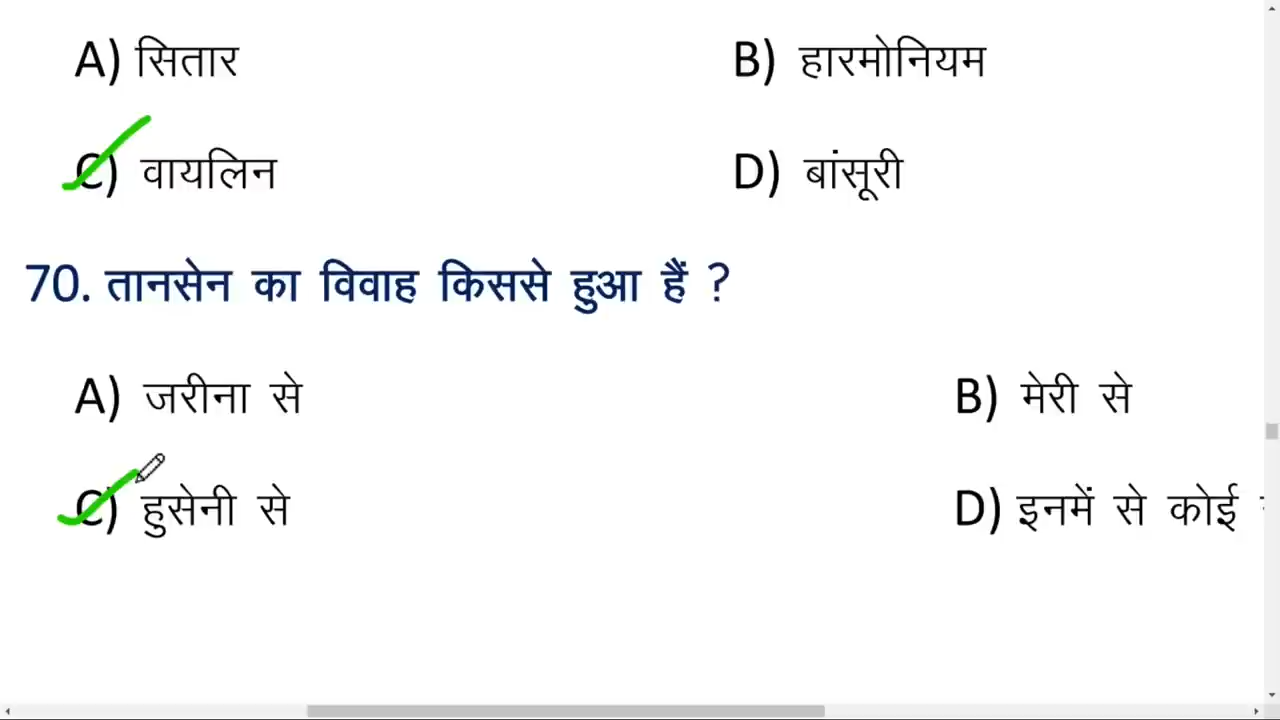 A) सितार B) हारमोनियम
C) वायलिन D) बांसूरी
70. तानसेन का विवाह किससे हुआ हैं ?
A) जरीना से B) मेरी से
C) हुसेनी से D) इनमें से कोई